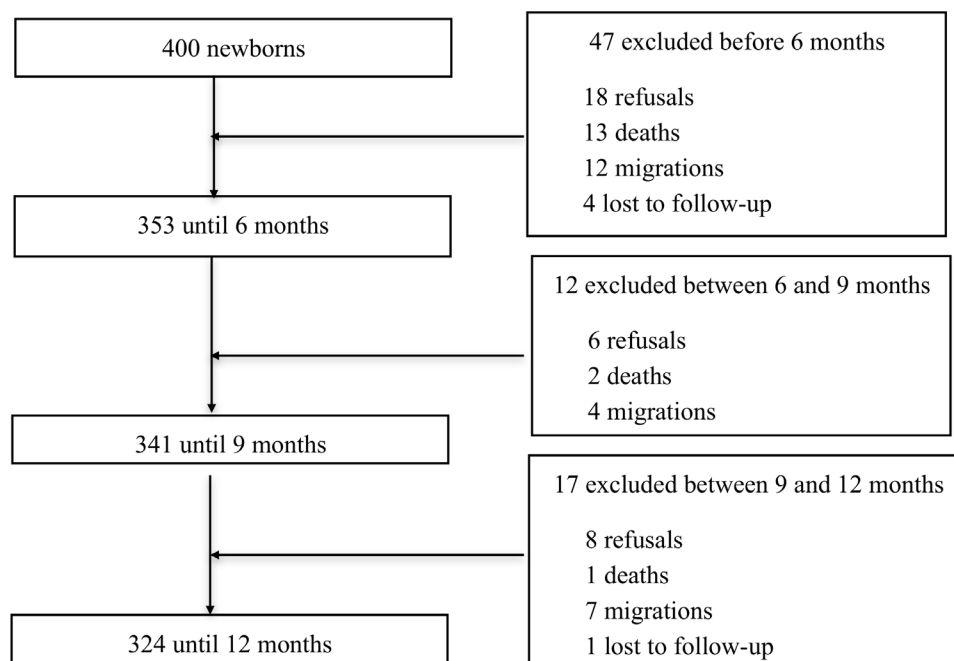 400 newborns
47 excluded before 6 months
18 refusals
13 deaths
12 migrations
4 lost to follow-up
353 until 6 months
12 excluded between 6 and 9 months
6 refusals
2 deaths
4 migrations
341 until 9 months
17 excluded between 9 and 12 months
8 refusals
1 deaths
7 migrations
1 lost to follow-up
324 until 12 months